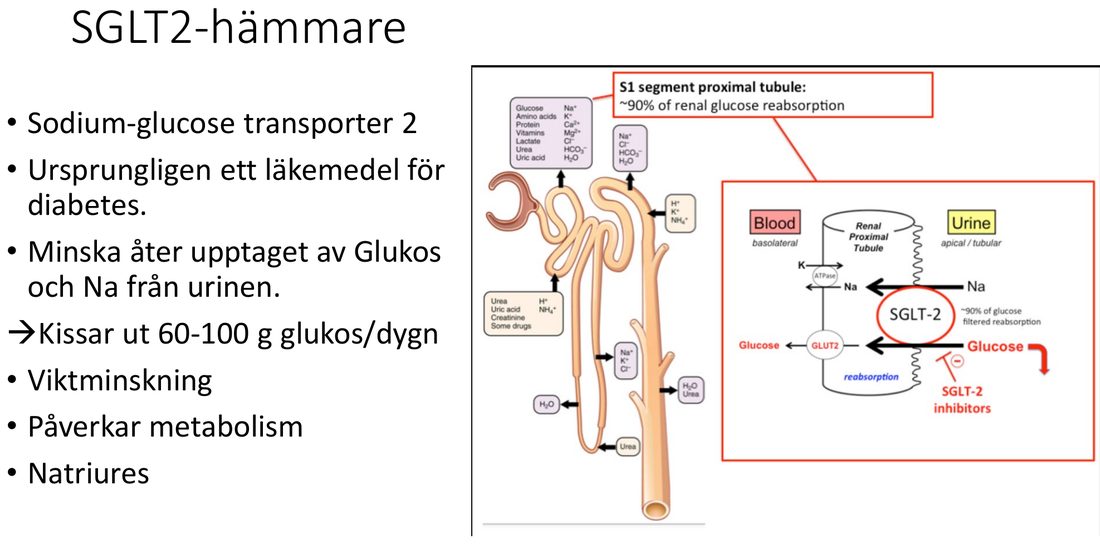 SGLT2-hämmare
• Sodium-glucose transporter 2
• Ursprungligen ett läkemedel för
diabetes.
• Minska åter upptaget av Glukos
och Na från urinen.
→Kissar ut 60-100 g glukos/dygn
• Viktminskning
• Påverkar metabolism
• Natriures
S1 segment proximal tubule:
~90% of renal glucose reabsorption
Glucose Na⁺
Amino acids K⁺
Protein Ca²⁺
Vitamins Mg²⁺
Lactate Cl⁻
Urea HCO₃⁻
Uric acid H₂O
Na⁺
Cl⁻
HCO₃⁻
H₂O
H⁺
K⁺
NH₄⁺
Urea H⁺
Uric acid NH₄⁺
Creatinine
Some drugs
Na⁺
K⁺
Cl⁻
H₂O
H₂O
Urea
Urea
Blood
basolateral
Renal
Proximal
Tubule
Urine
apical / tubular
K
ATPase
Na
Na
SGLT-2
~90% of glucose
filtered reabsorption
Glucose
GLUT2
Glucose
reabsorption
SGLT-2
inhibitors